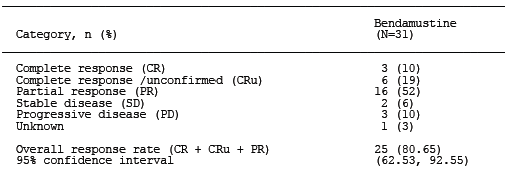 Bendamustine
Category, n (%) (N=31)
Complete response (CR) 3 (10)
Complete response /unconfirmed (CRu) 6 (19)
Partial response (PR) 16 (52)
Stable disease (SD) 2 (6)
Progressive disease (PD) 3 (10)
Unknown 1 (3)
Overall response rate (CR + CRu + PR) 25 (80.65)
95% confidence interval (62.53, 92.55)